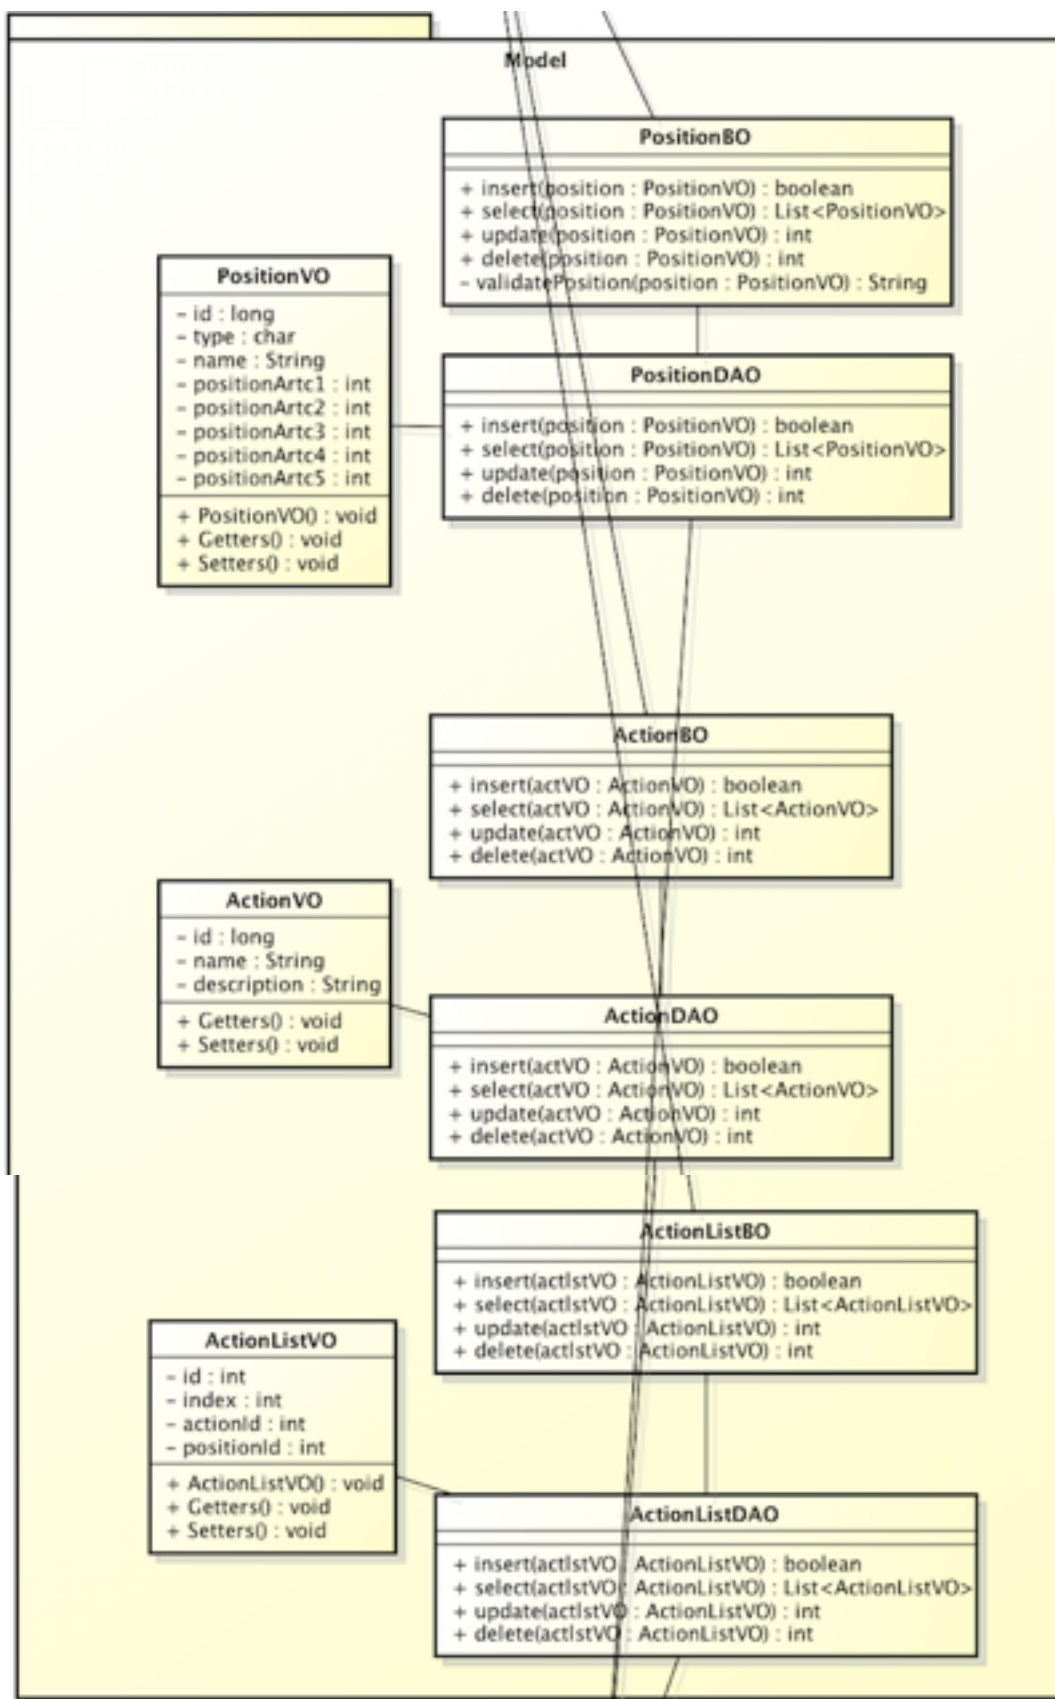 Model
PositionBO
+ insert(position : PositionVO) : boolean
+ select(position : PositionVO) : List<PositionVO>
+ update(position : PositionVO) : int
+ delete(position : PositionVO) : int
- validatePosition(position : PositionVO) : String
PositionVO
- id : long
- type : char
- name : String
- positionArtc1 : int
- positionArtc2 : int
- positionArtc3 : int
- positionArtc4 : int
- positionArtc5 : int
+ PositionVO() : void
+ Getters() : void
+ Setters() : void
PositionDAO
+ insert(position : PositionVO) : boolean
+ select(position : PositionVO) : List<PositionVO>
+ update(position : PositionVO) : int
+ delete(position : PositionVO) : int
ActionBO
+ insert(actVO : ActionVO) : boolean
+ select(actVO : ActionVO) : List<ActionVO>
+ update(actVO : ActionVO) : int
+ delete(actVO : ActionVO) : int
ActionVO
- id : long
- name : String
- description : String
+ Getters() : void
+ Setters() : void
ActionDAO
+ insert(actVO : ActionVO) : boolean
+ select(actVO : ActionVO) : List<ActionVO>
+ update(actVO : ActionVO) : int
+ delete(actVO : ActionVO) : int
ActionListBO
+ insert(actlstVO : ActionListVO) : boolean
+ select(actlstVO : ActionListVO) : List<ActionListVO>
+ update(actlstVO : ActionListVO) : int
+ delete(actlstVO : ActionListVO) : int
ActionListVO
- id : int
- index : int
- actionId : int
- positionId : int
+ ActionListVO() : void
+ Getters() : void
+ Setters() : void
ActionListDAO
+ insert(actlstVO : ActionListVO) : boolean
+ select(actlstVO : ActionListVO) : List<ActionListVO>
+ update(actlstVO : ActionListVO) : int
+ delete(actlstVO : ActionListVO) : int